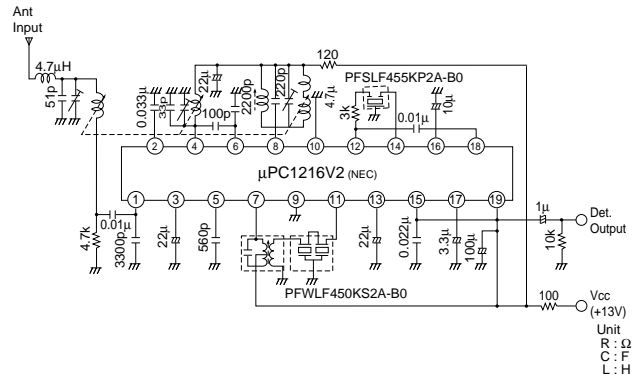 Ant
Input
4.7μH
51p
0.033μ
33p
22μ
100p
2200p
220p
120
4.7μ
PFSLF455KP2A-B0
3k
0.01μ
10μ
2
4
6
8
10
12
14
16
18
μPC1216V2 (NEC)
1
3
5
7
9
11
13
15
17
19
0.01μ
4.7k
3300p
22μ
560p
22μ
0.022μ
3.3μ
100μ
1μ
10k
Det.
Output
PFWLF450KS2A-B0
100
Vcc
(+13V)
Unit
R : Ω
C : F
L : H